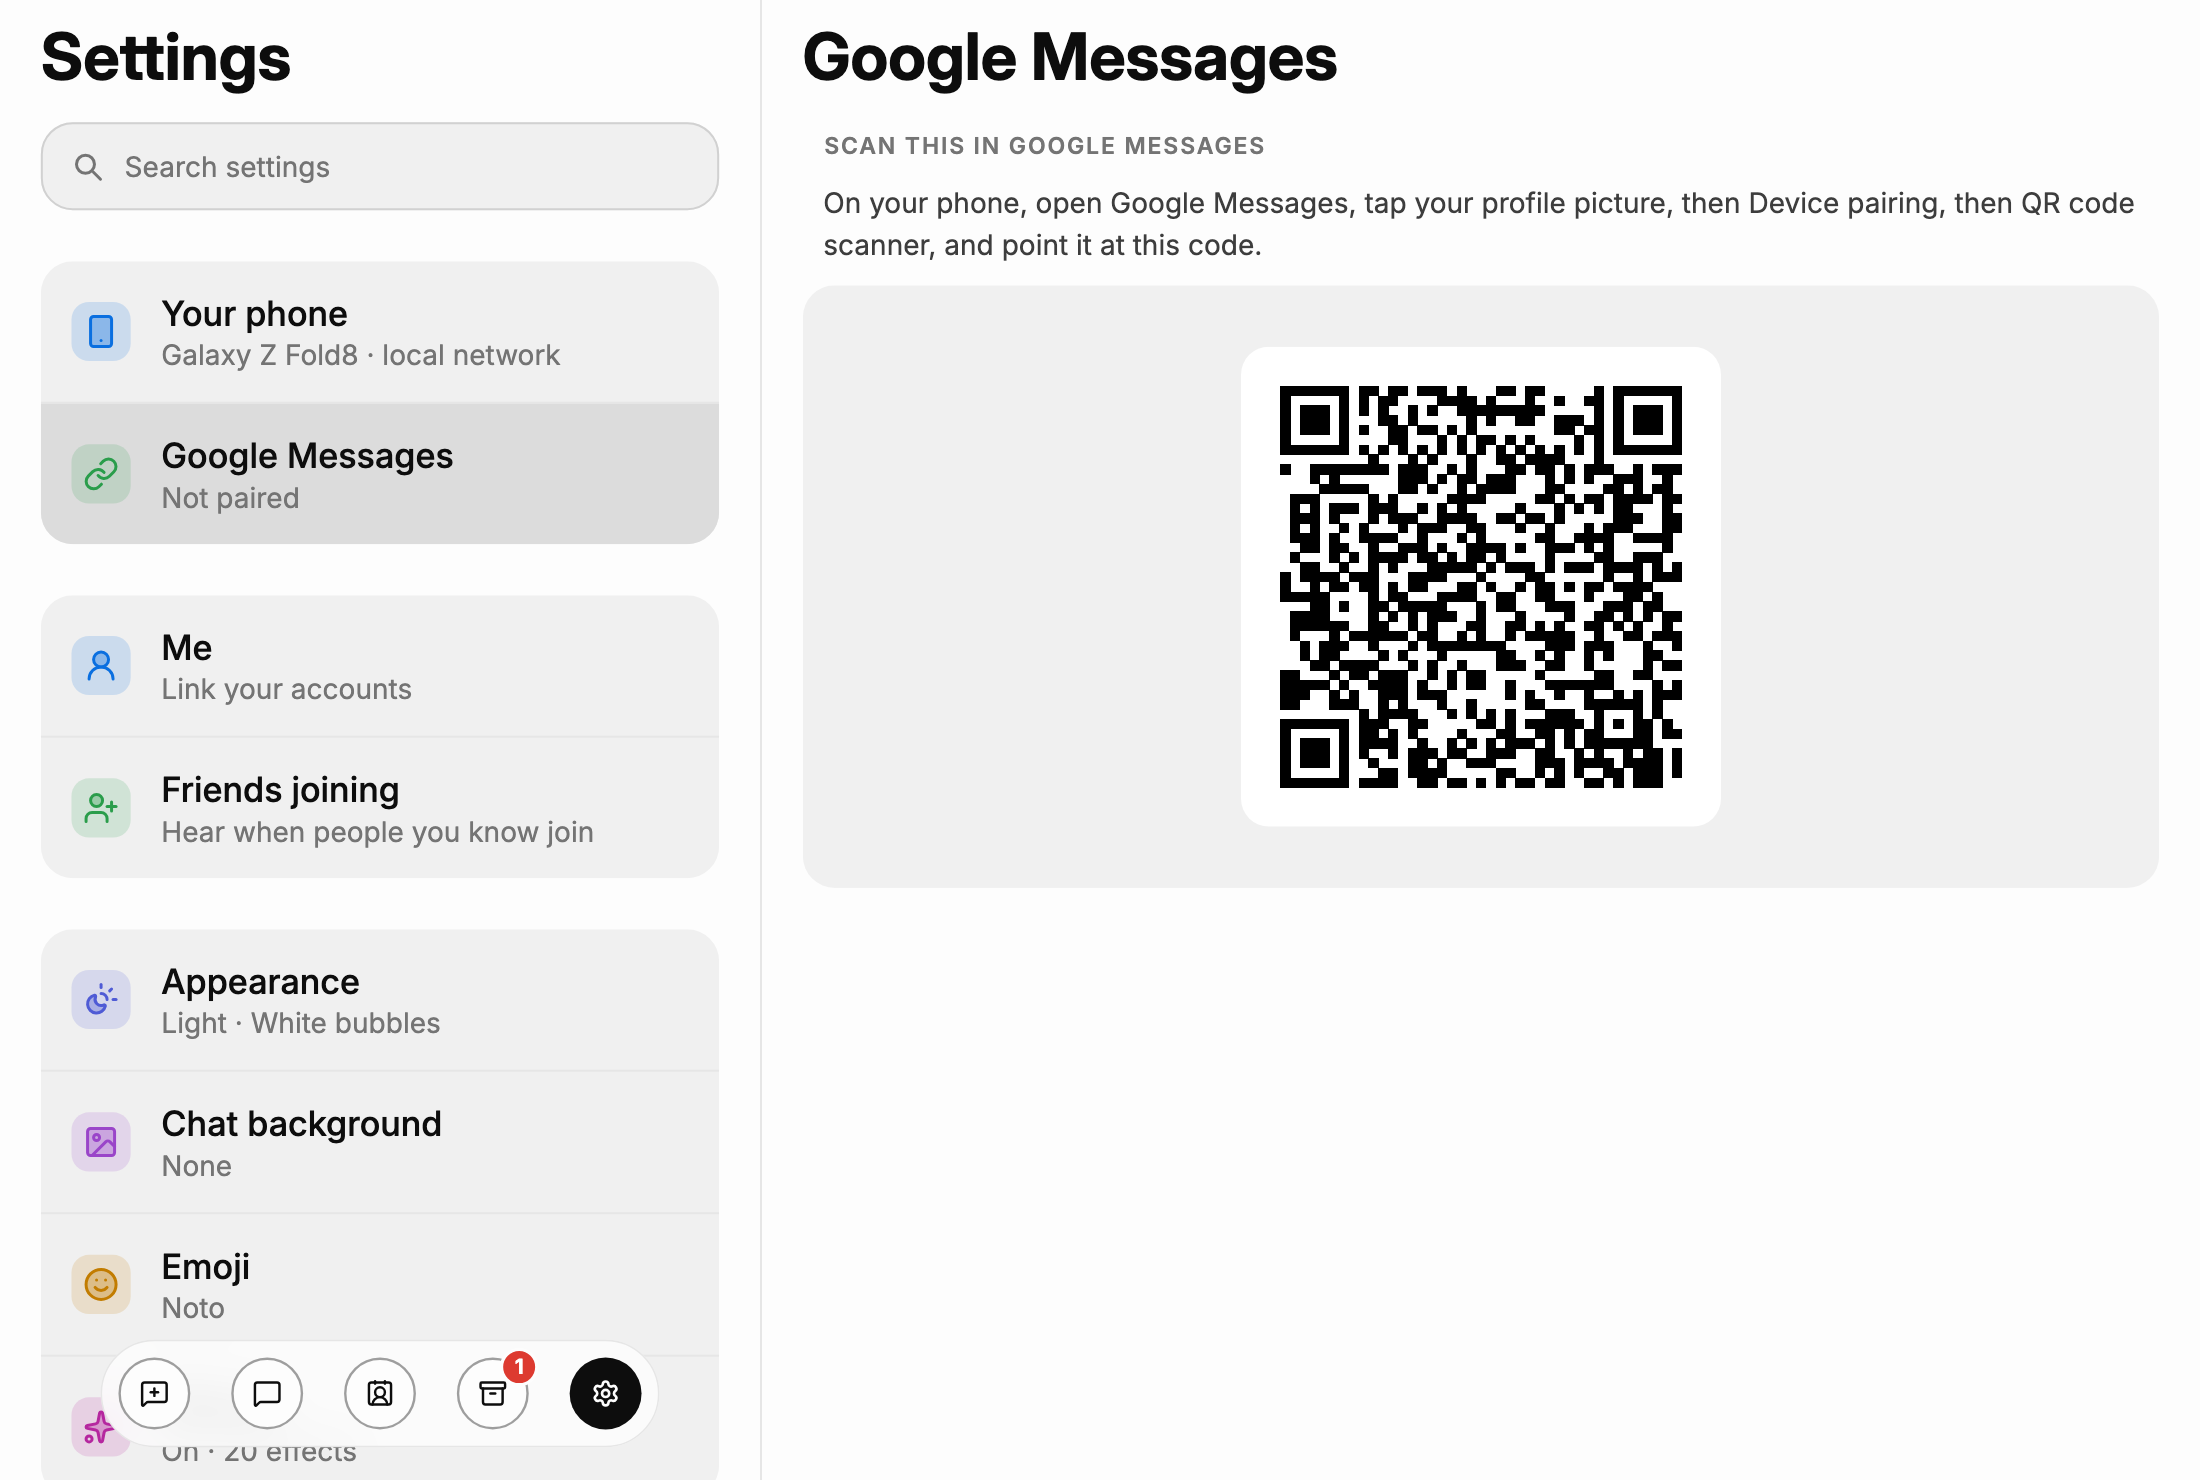 Settings
Search settings
Your phone
Galaxy Z Fold8 · local network
Google Messages
Not paired
Me
Link your accounts
Friends joining
Hear when people you know join
Appearance
Light · White bubbles
Chat background
None
Emoji
Noto
1
On · 20 effects
Google Messages
SCAN THIS IN GOOGLE MESSAGES
On your phone, open Google Messages, tap your profile picture, then Device pairing, then QR code
scanner, and point it at this code.